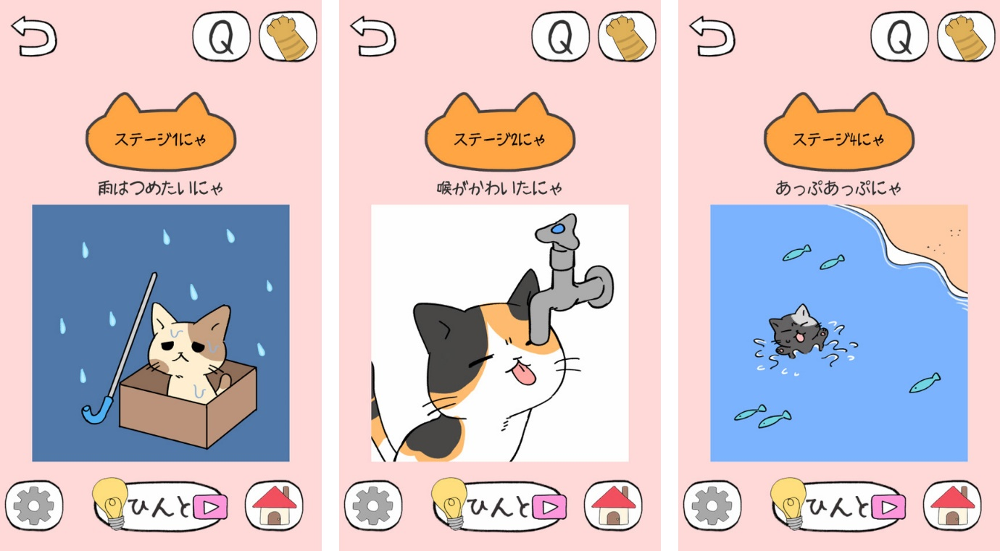 Q
ステージ1にゃ
雨はつめたいにゃ
ひんと
Q
ステージ2にゃ
喉がかわいたにゃ
ひんと
Q
ステージ4にゃ
あっぷあっぷにゃ
ひんと